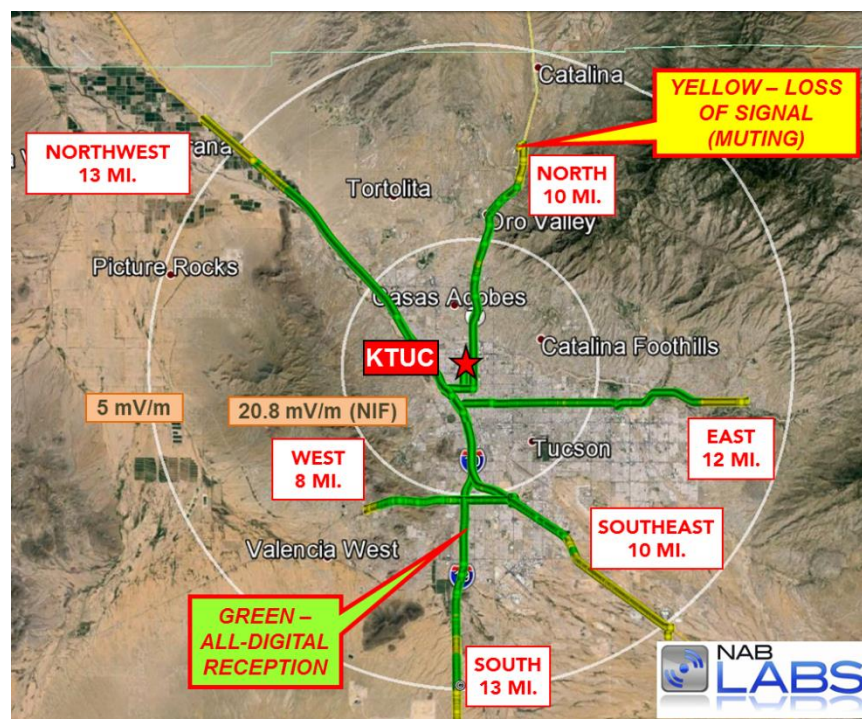 Catalina
YELLOW – LOSS
OF SIGNAL
(MUTING)
NORTHWEST
13 MI.
NORTH
10 MI.
Tortolita
Oro Valley
Picture Rocks
Casas Adobes
KTUC
Catalina Foothills
5 mV/m
20.8 mV/m (NIF)
WEST
8 MI.
Tucson
EAST
12 MI.
SOUTHEAST
10 MI.
Valencia West
GREEN –
ALL-DIGITAL
RECEPTION
SOUTH
13 MI.
NAB
LABS